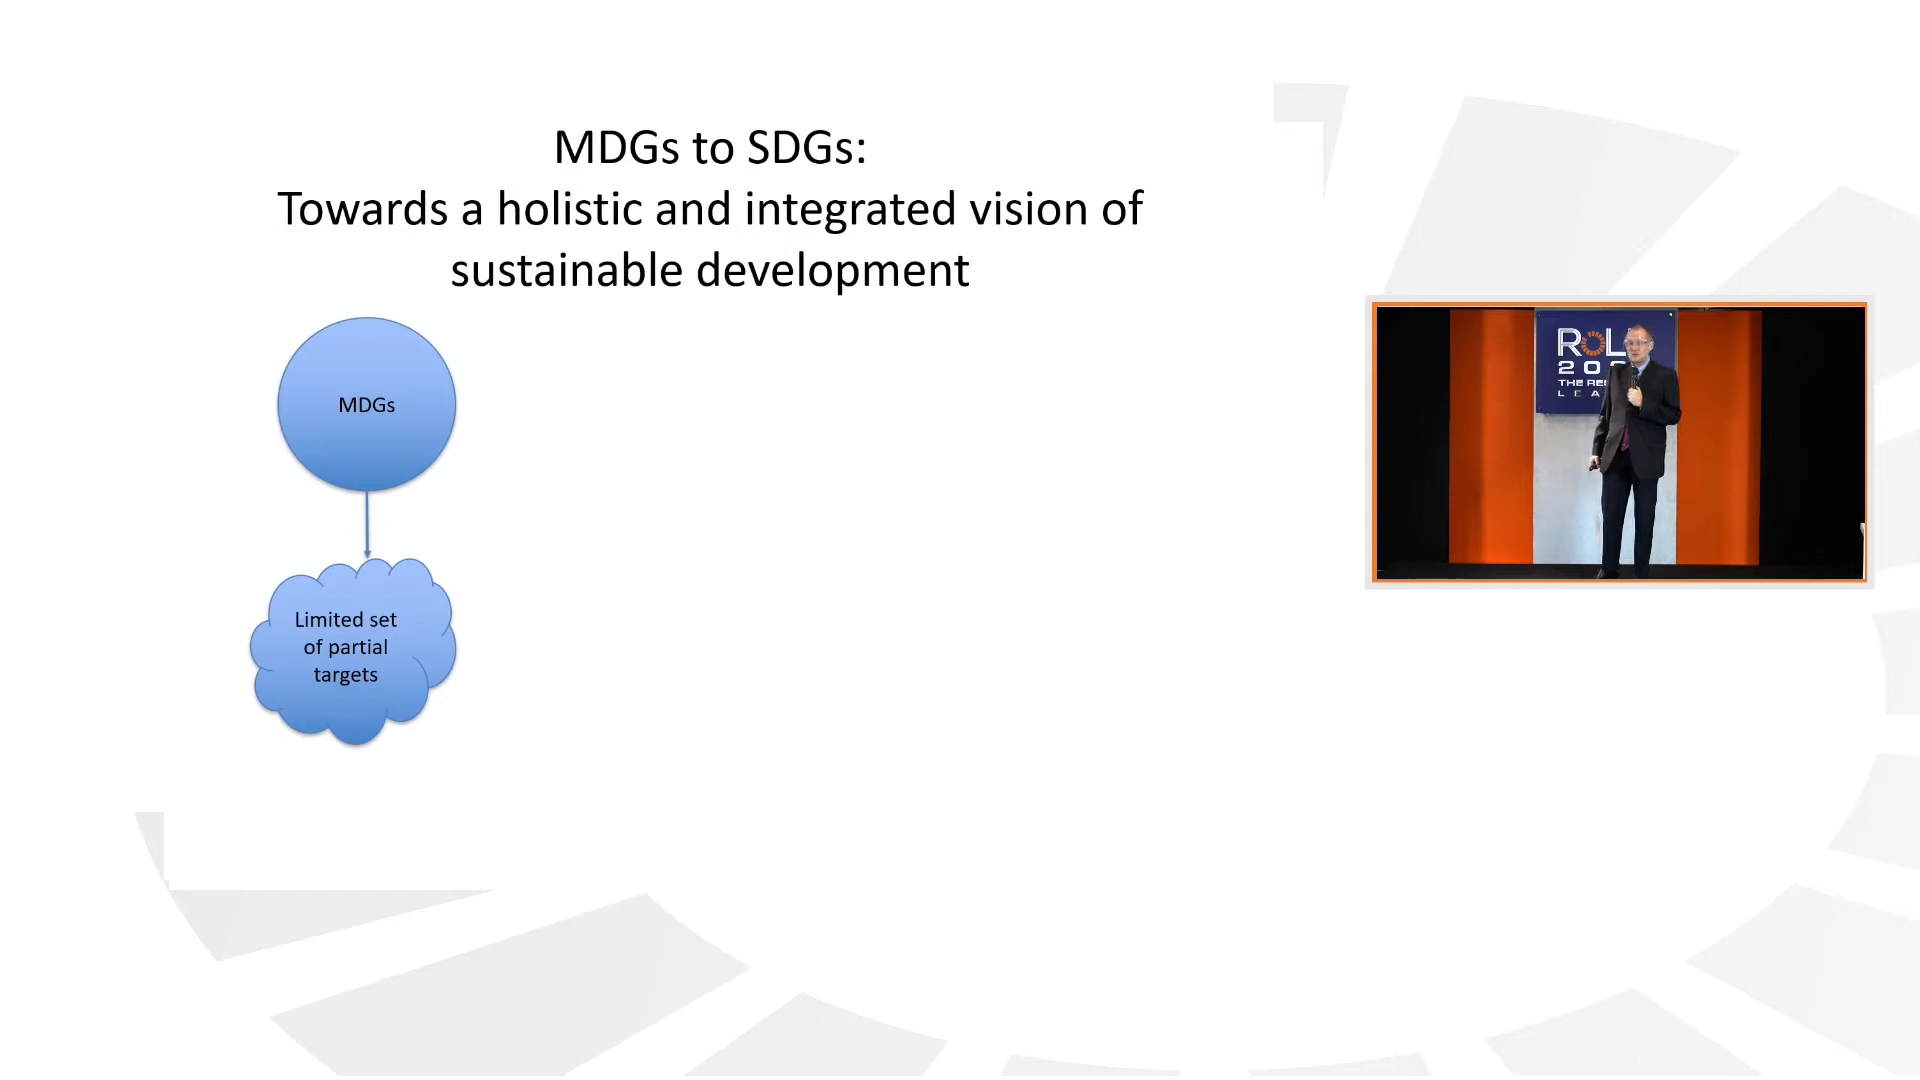 MDGs to SDGs:
Towards a holistic and integrated vision of
sustainable development
MDGs
Limited set
of partial
targets